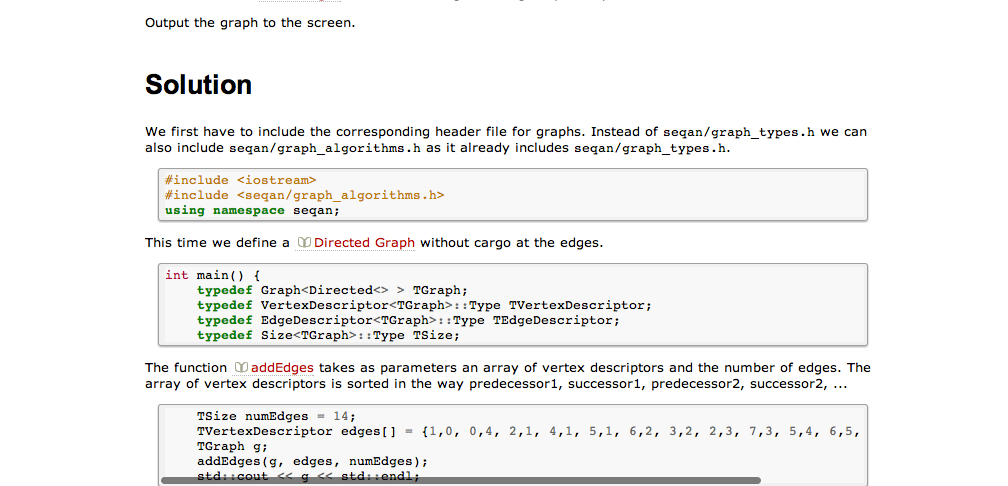 Output the graph to the screen.
Solution
We first have to include the corresponding header file for graphs. Instead of seqan/graph_types.h we can
also include seqan/graph_algorithms.h as it already includes seqan/graph_types.h.
#include <iostream>
#include <seqan/graph_algorithms.h>
using namespace seqan;
This time we define a Directed Graph without cargo at the edges.
int main() {
    typedef Graph<Directed<> > TGraph;
    typedef VertexDescriptor<TGraph>::Type TVertexDescriptor;
    typedef EdgeDescriptor<TGraph>::Type TEdgeDescriptor;
    typedef Size<TGraph>::Type TSize;
The function addEdges takes as parameters an array of vertex descriptors and the number of edges. The
array of vertex descriptors is sorted in the way predecessor1, successor1, predecessor2, successor2, ...
    TSize numEdges = 14;
    TVertexDescriptor edges[] = {1,0, 0,4, 2,1, 4,1, 5,1, 6,2, 3,2, 2,3, 7,3, 5,4, 6,5,
    TGraph g;
    addEdges(g, edges, numEdges);
    std::cout << g << std::endl;